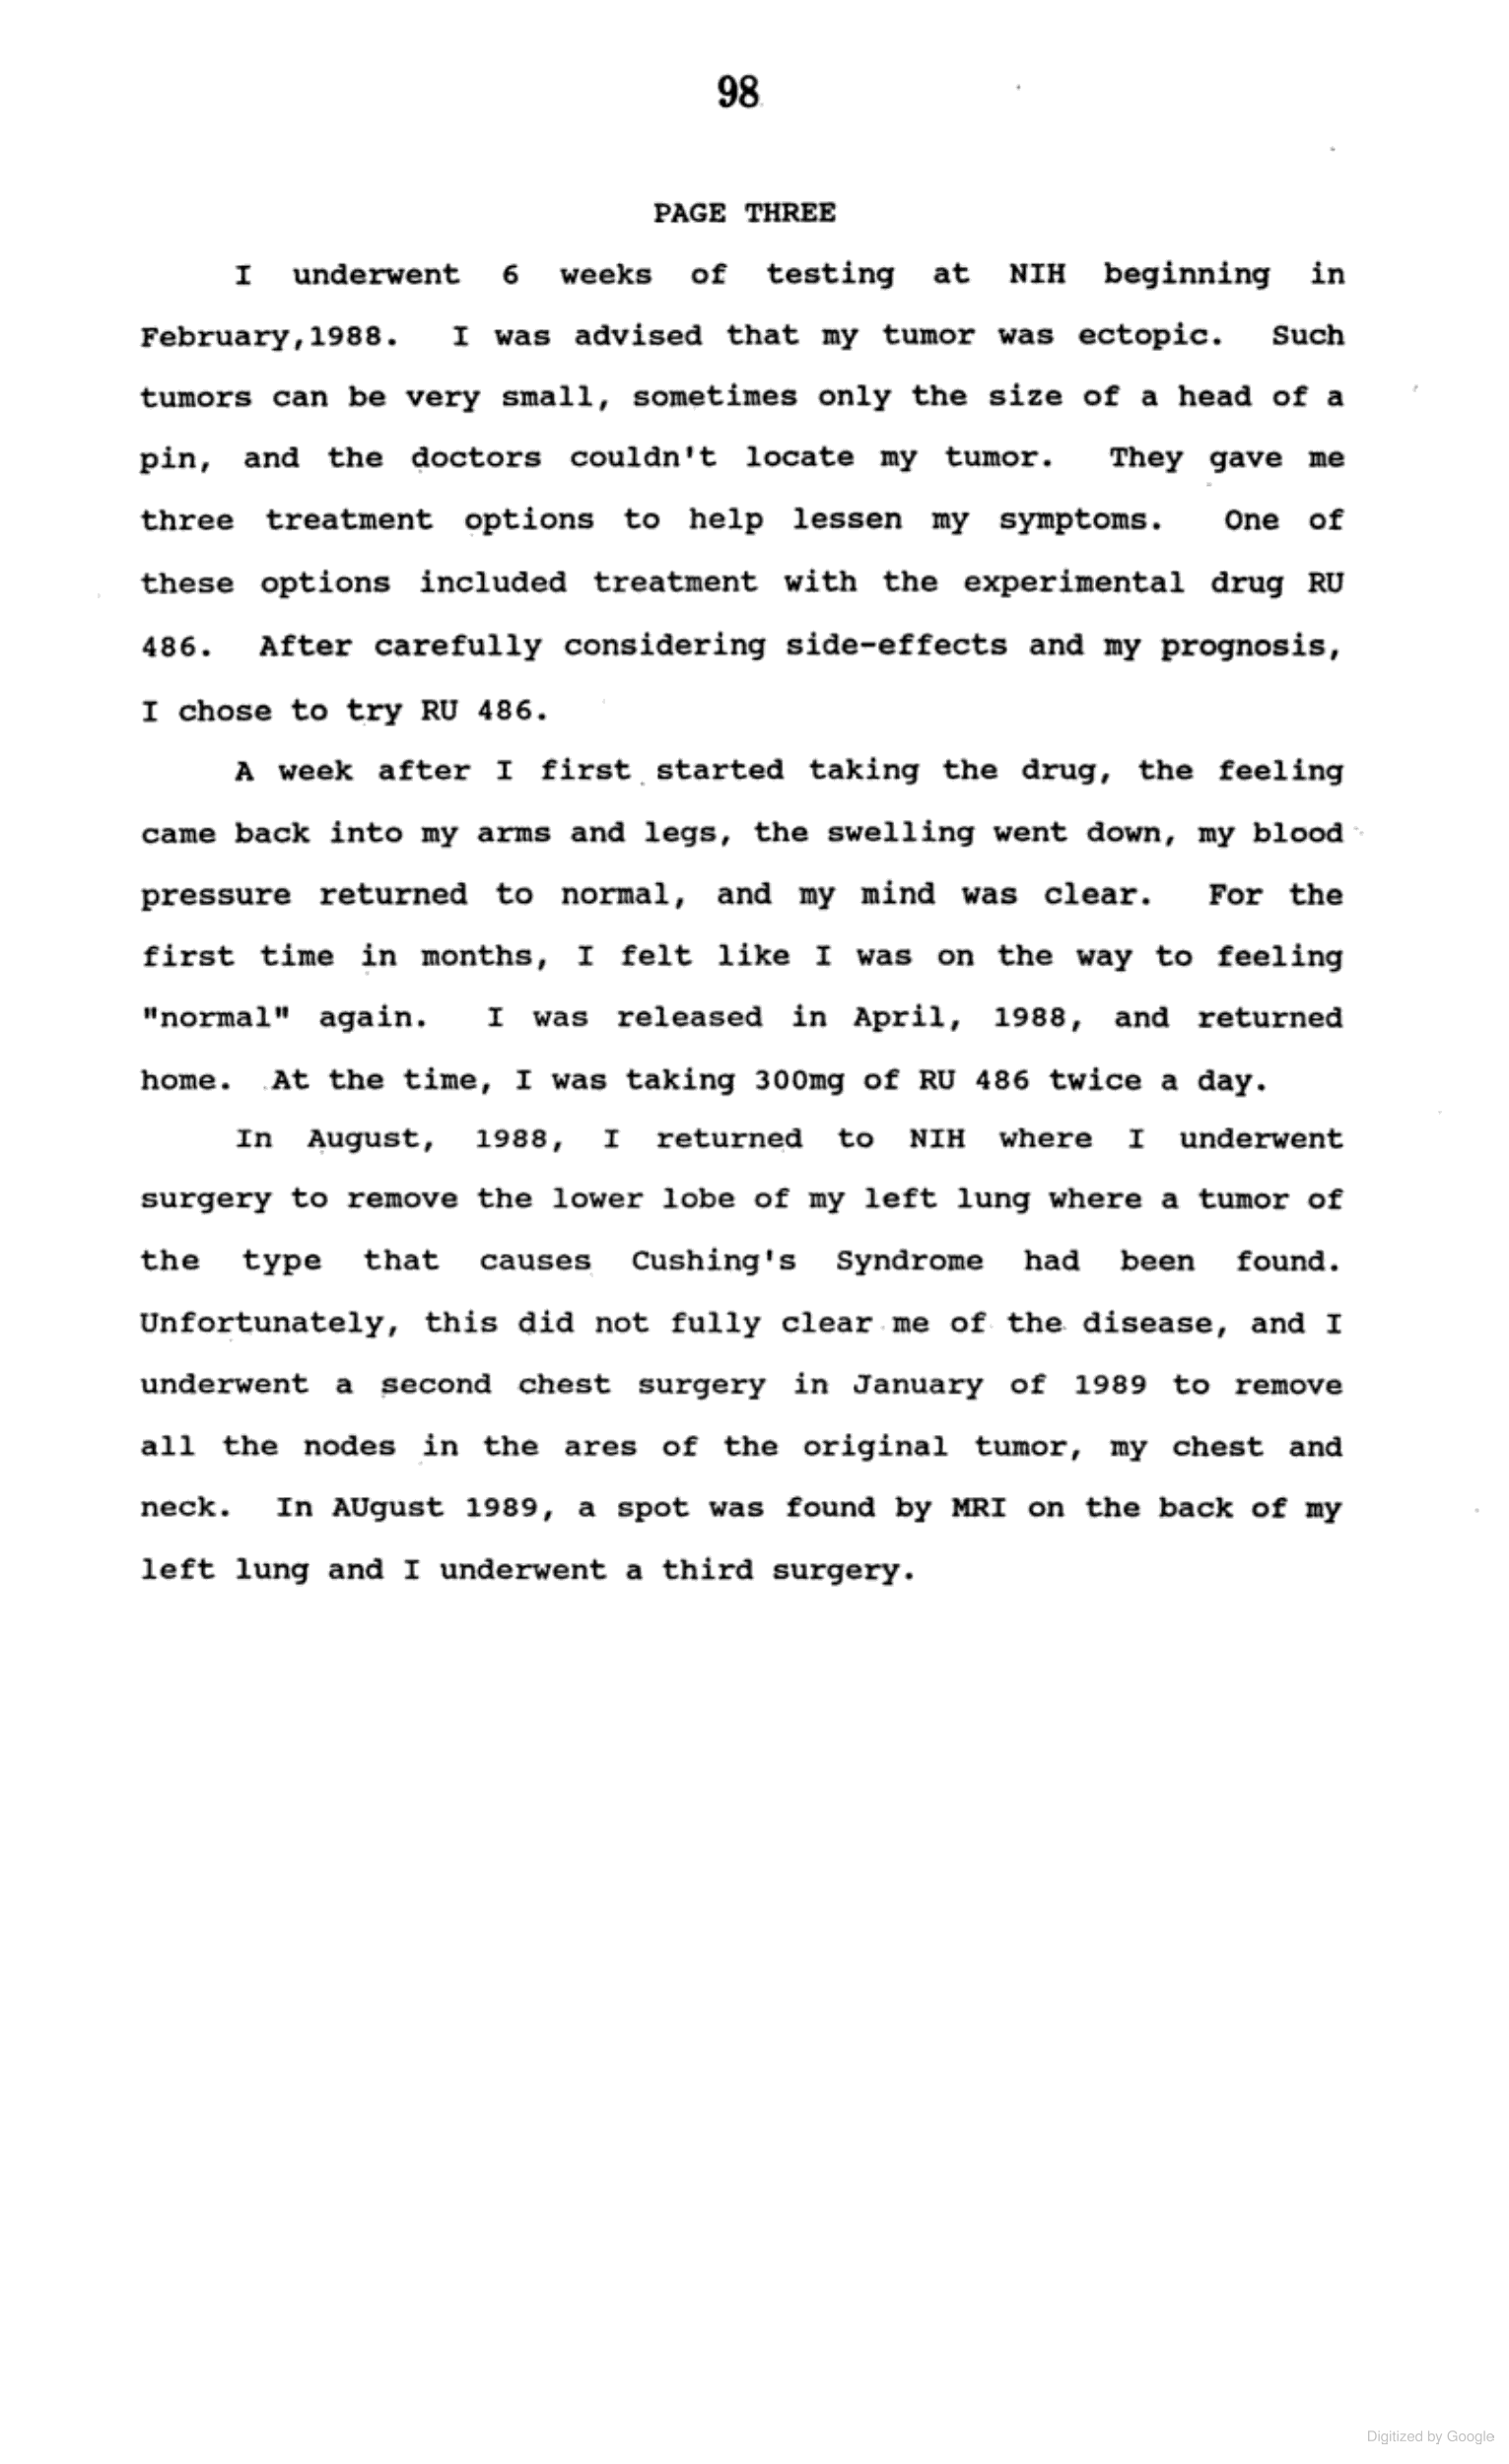 98
PAGE THREE
I underwent 6 weeks of testing at NIH beginning in
February,1988. I was advised that my tumor was ectopic. Such
tumors can be very small, sometimes only the size of a head of a
pin, and the doctors couldn't locate my tumor. They gave me
three treatment options to help lessen my symptoms. One of
these options included treatment with the experimental drug RU
486. After carefully considering side-effects and my prognosis,
I chose to try RU 486.
A week after I first started taking the drug, the feeling
came back into my arms and legs, the swelling went down, my blood
pressure returned to normal, and my mind was clear. For the
first time in months, I felt like I was on the way to feeling
"normal" again. I was released in April, 1988, and returned
home. At the time, I was taking 300mg of RU 486 twice a day.
In August, 1988, I returned to NIH where I underwent
surgery to remove the lower lobe of my left lung where a tumor of
the type that causes Cushing's Syndrome had been found.
Unfortunately, this did not fully clear me of the disease, and I
underwent a second chest surgery in January of 1989 to remove
all the nodes in the ares of the original tumor, my chest and
neck. In AUgust 1989, a spot was found by MRI on the back of my
left lung and I underwent a third surgery.
Digitized by Google